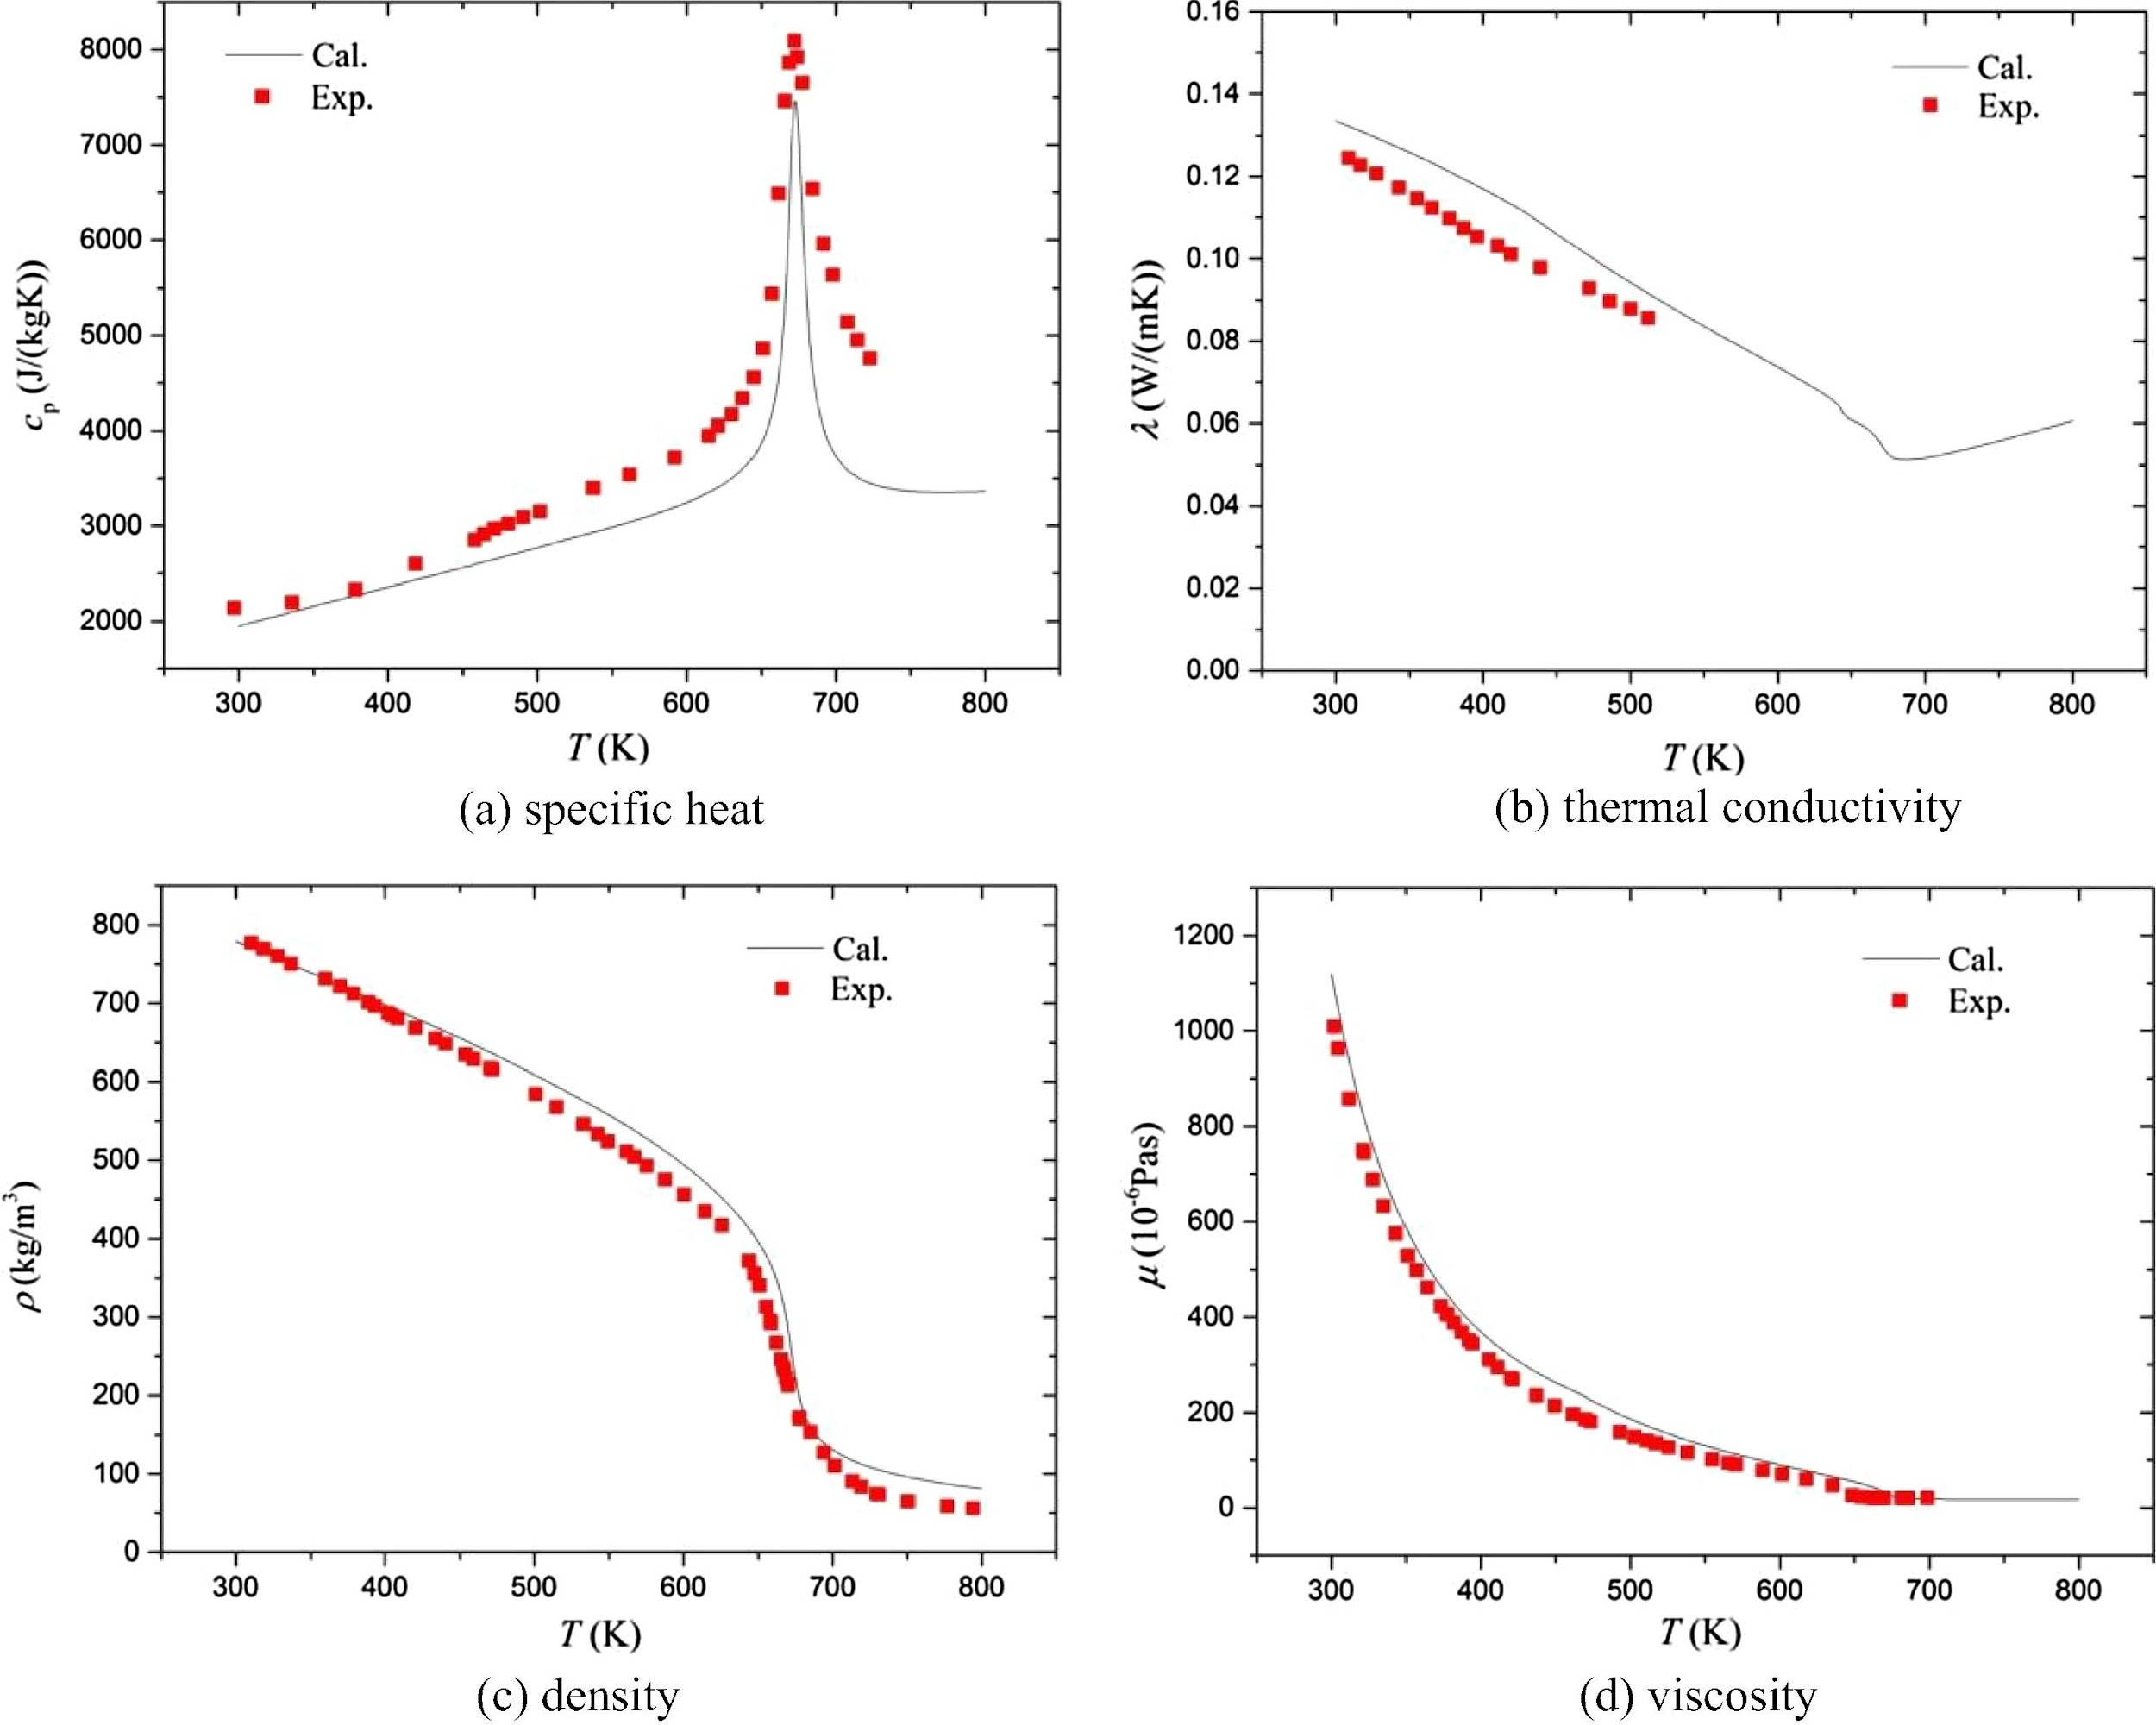 8000
7000
6000
5000
4000
3000
2000
Cal.
Exp.
cp (J/(kgK))
300 400 500 600 700 800
T (K)
(a) specific heat
0.16
0.14
0.12
0.10
0.08
0.06
0.04
0.02
0.00
Cal.
Exp.
λ (W/(mK))
300 400 500 600 700 800
T (K)
(b) thermal conductivity
800
700
600
500
400
300
200
100
0
Cal.
Exp.
ρ (kg/m³)
300 400 500 600 700 800
T (K)
(c) density
1200
1000
800
600
400
200
0
Cal.
Exp.
μ (10⁻⁶Pas)
300 400 500 600 700 800
T (K)
(d) viscosity